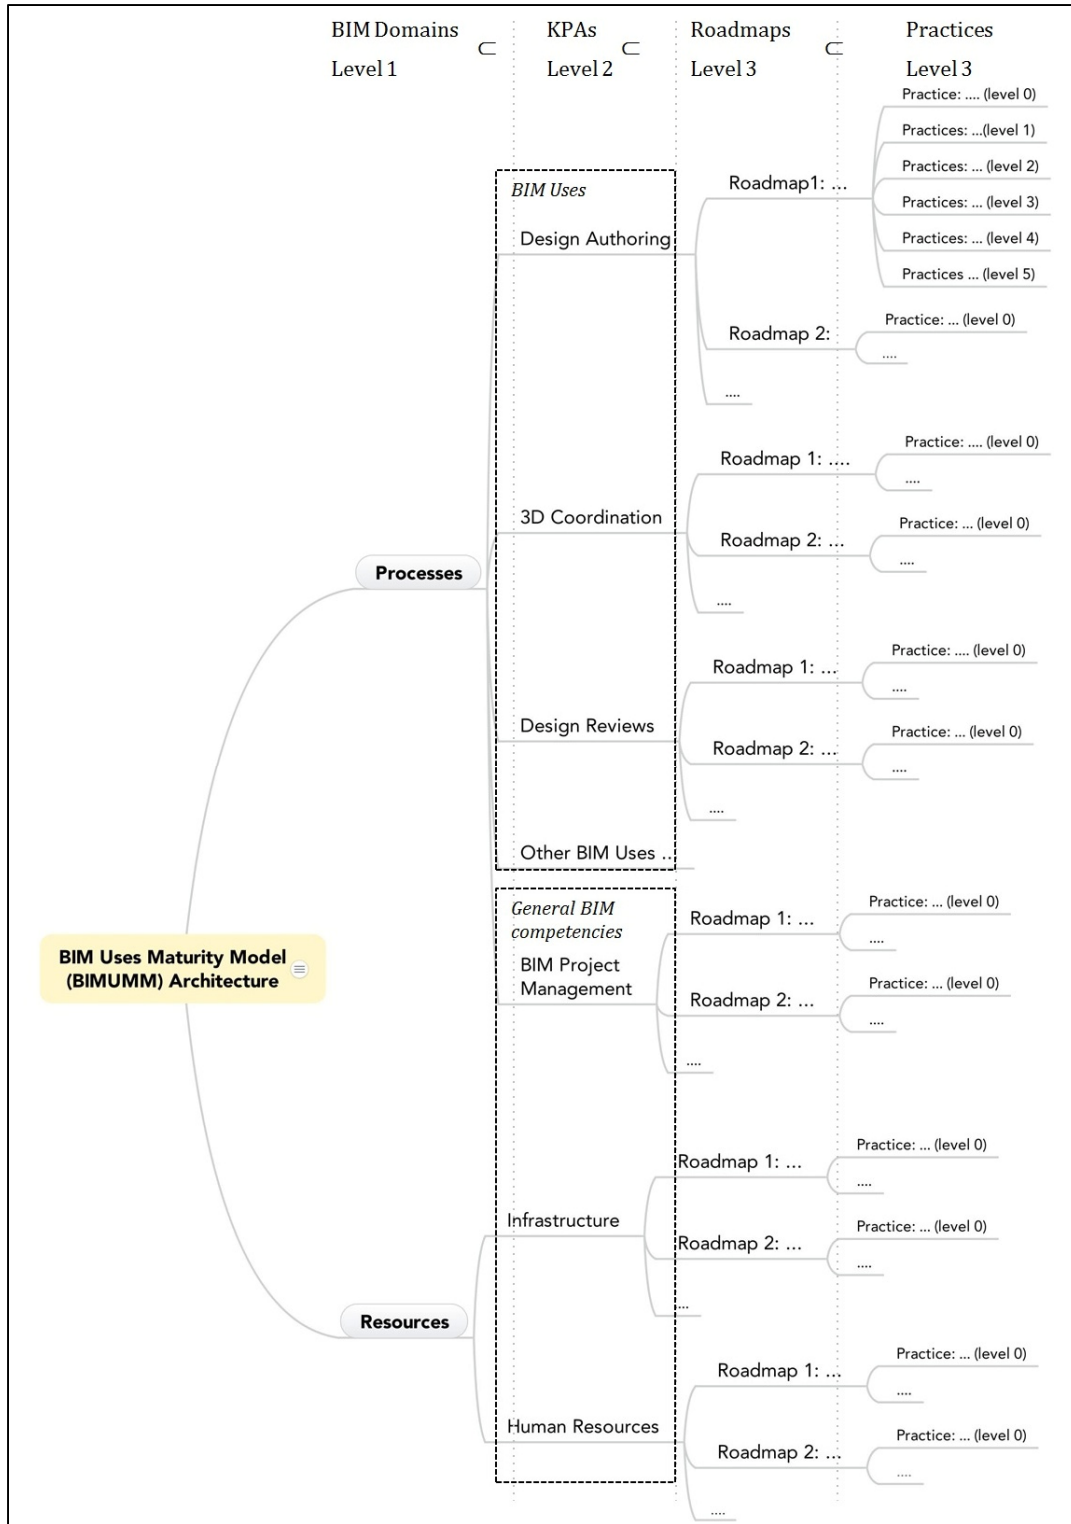 BIM Domains
⊂
KPAs
⊂
Roadmaps
⊂
Practices
Level 1
Level 2
Level 3
Level 3
Practice: .... (level 0)
Practices: ...(level 1)
Practices: ... (level 2)
Practices: ... (level 3)
Practices: ... (level 4)
Practices ... (level 5)
BIM Uses
Roadmap1: ...
Design Authoring
Roadmap 2:
Practice: ... (level 0)
....
....
3D Coordination
Roadmap 1: ....
Practice: .... (level 0)
....
Roadmap 2: ...
Practice: ... (level 0)
....
....
Processes
Design Reviews
Roadmap 1: ...
Practice: .... (level 0)
....
Roadmap 2: ...
Practice: ... (level 0)
....
....
Other BIM Uses ..
General BIM
competencies
BIM Project
Management
Roadmap 1: ...
Practice: ... (level 0)
....
Roadmap 2: ...
Practice: ... (level 0)
....
....
BIM Uses Maturity Model
(BIMUMM) Architecture
Infrastructure
Roadmap 1: ...
Practice: ... (level 0)
....
Roadmap 2: ...
Practice: ... (level 0)
....
...
Resources
Human Resources
Roadmap 1: ...
Practice: ... (level 0)
....
Roadmap 2: ...
Practice: ... (level 0)
....
....